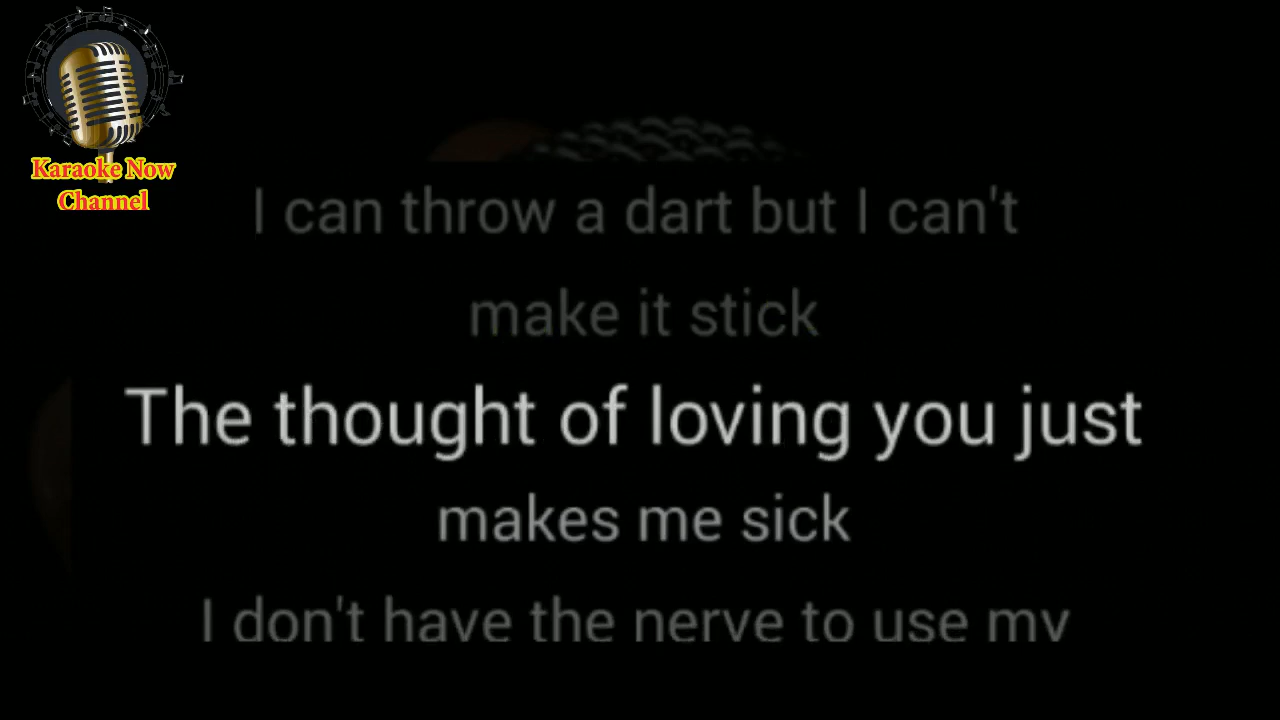 Karaoke Now
Channel
I can throw a dart but I can't
make it stick
The thought of loving you just
makes me sick
I don't have the nerve to use my